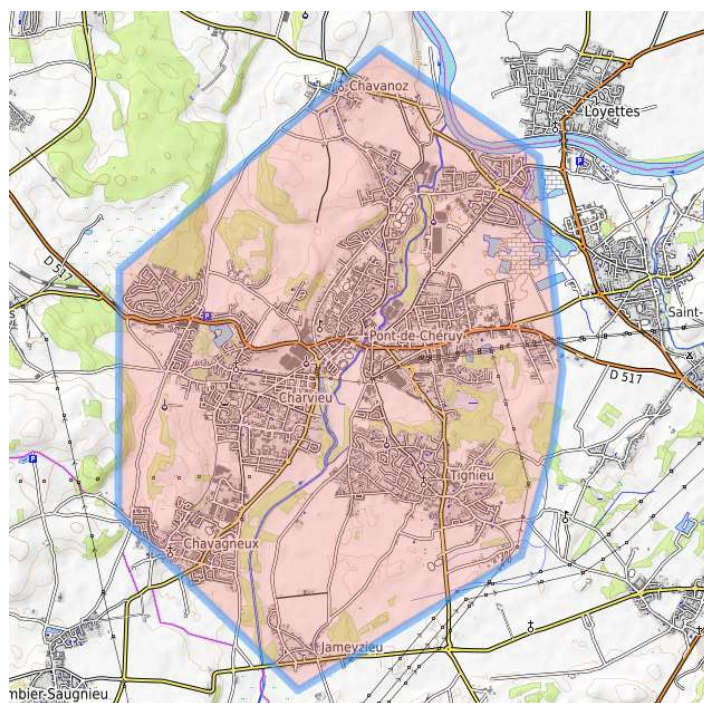 Chavanoz
Loyettes
D 517
Saint-
Pont-de-Chéruy
D 517
Charvieu
Tignieu
Chavagneux
Jameyzieu
mbier-Saugnieu